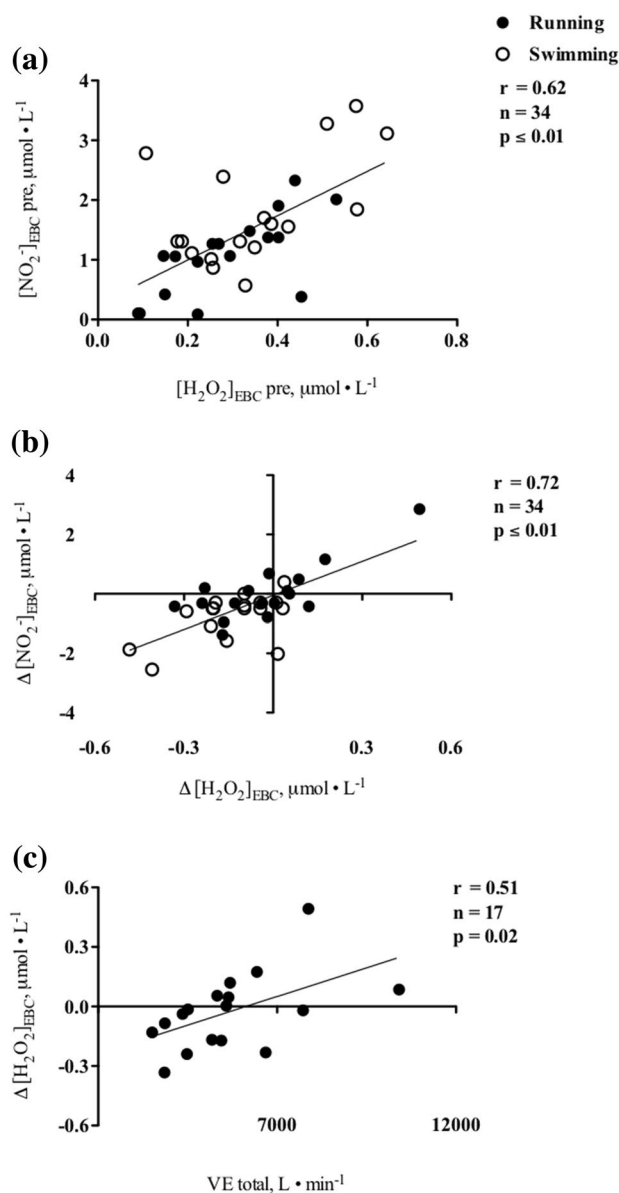 Running
Swimming
(a)
r = 0.62
n = 34
p ≤ 0.01
[NO₂⁻]EBC pre, μmol • L⁻¹
4
3
2
1
0
0.0 0.2 0.4 0.6 0.8
[H₂O₂]EBC pre, μmol • L⁻¹
(b)
r = 0.72
n = 34
p ≤ 0.01
Δ [NO₂⁻]EBC, μmol • L⁻¹
4
2
0
-2
-4
-0.6 -0.3 0.3 0.6
Δ [H₂O₂]EBC, μmol • L⁻¹
(c)
r = 0.51
n = 17
p = 0.02
Δ [H₂O₂]EBC, μmol • L⁻¹
0.6
0.3
0.0
-0.3
-0.6
7000 12000
VE total, L • min⁻¹